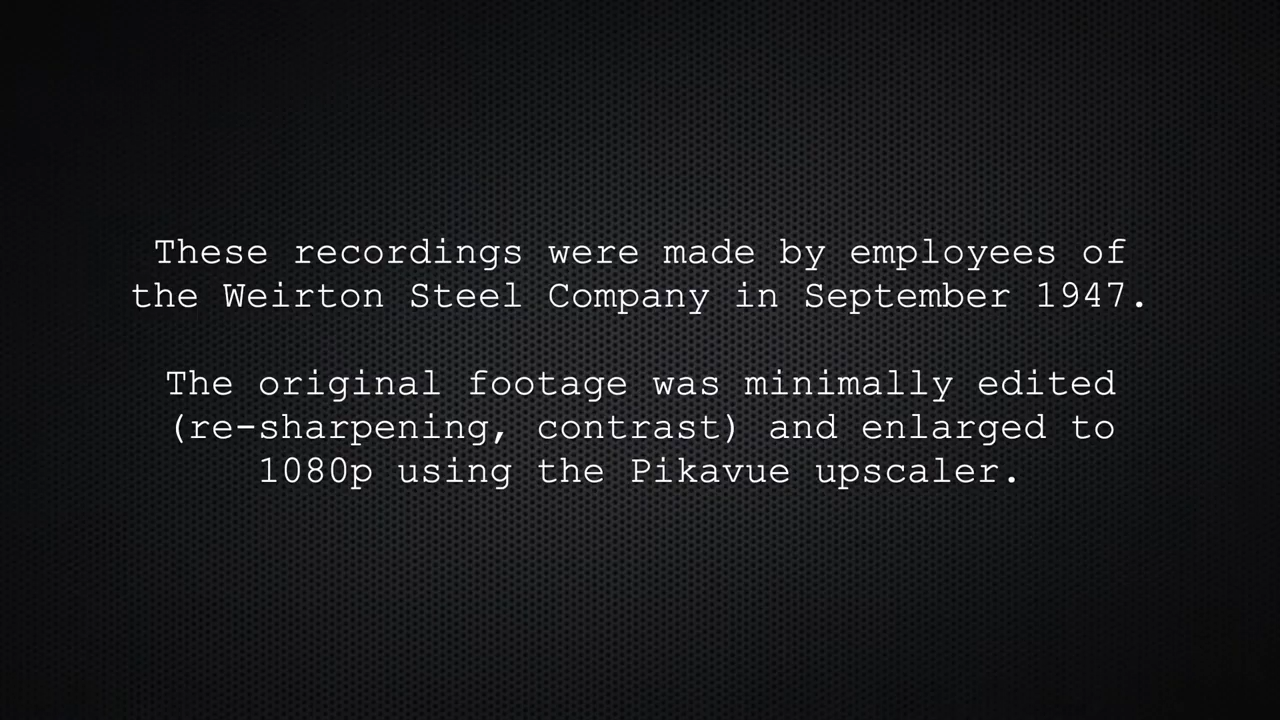 These recordings were made by employees of
the Weirton Steel Company in September 1947.
The original footage was minimally edited
(re-sharpening, contrast) and enlarged to
1080p using the Pikavue upscaler.